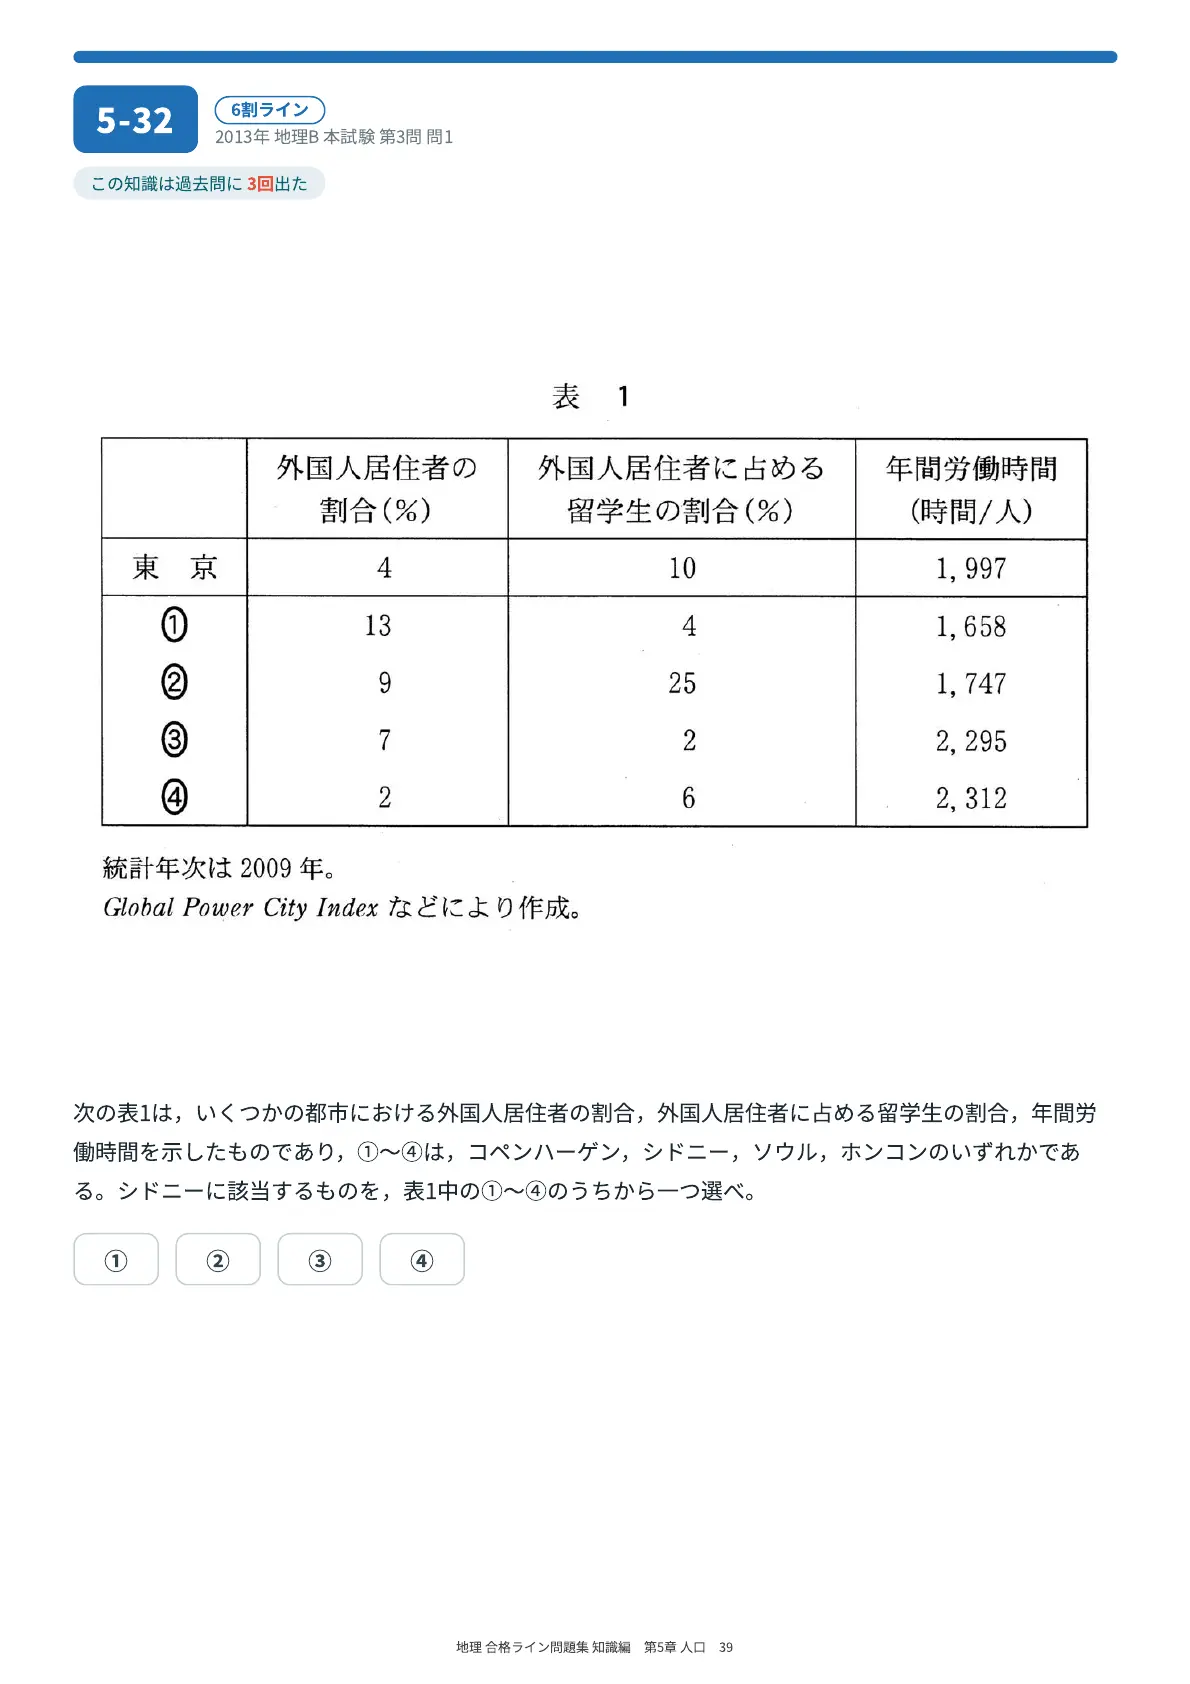 5-32
6割ライン
2013年 地理B 本試験 第3問 問1
この知識は過去問に 3回出た
表 1
外国人居住者の割合(%) 外国人居住者に占める留学生の割合(%) 年間労働時間(時間/人)
東 京 4 10 1,997
① 13 4 1,658
② 9 25 1,747
③ 7 2 2,295
④ 2 6 2,312
統計年次は 2009 年。
Global Power City Index などにより作成。
次の表1は，いくつかの都市における外国人居住者の割合，外国人居住者に占める留学生の割合，年間労
働時間を示したものであり，①〜④は，コペンハーゲン，シドニー，ソウル，ホンコンのいずれかであ
る。シドニーに該当するものを，表1中の①〜④のうちから一つ選べ。
① ② ③ ④
地理 合格ライン問題集 知識編 第5章 人口 39